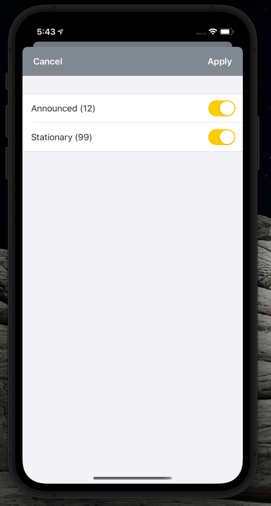 5:43
Cancel
Apply
Announced (12)
Stationary (99)